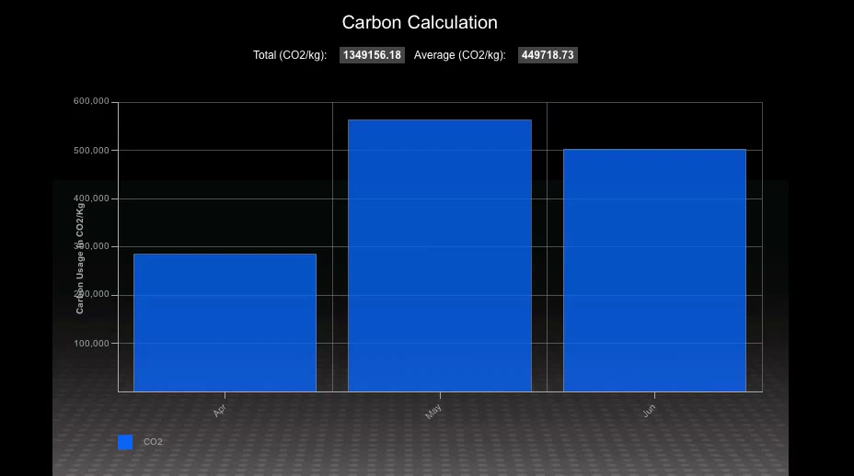 Carbon Calculation
Total (CO2/kg): 1349156.18 Average (CO2/kg): 449718.73
600,000
500,000
400,000
300,000
200,000
100,000
Carbon Usage in CO2/Kg
Apr May Jun
CO2